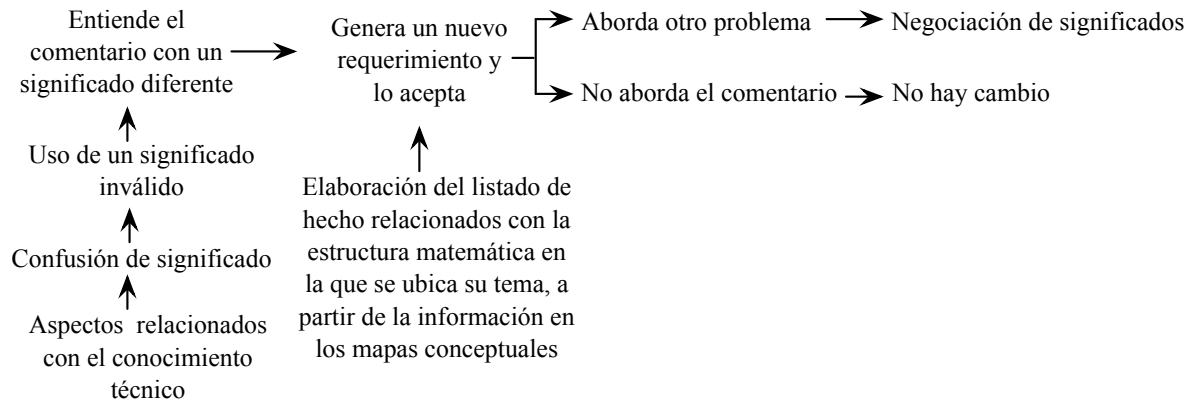 Entiende el
comentario con un
significado diferente
Genera un nuevo
requerimiento y
lo acepta
Aborda otro problema
Negociación de significados
No aborda el comentario
No hay cambio
Uso de un significado
inválido
Confusión de significado
Aspectos relacionados
con el conocimiento
técnico
Elaboración del listado de
hecho relacionados con la
estructura matemática en
la que se ubica su tema, a
partir de la información en
los mapas conceptuales